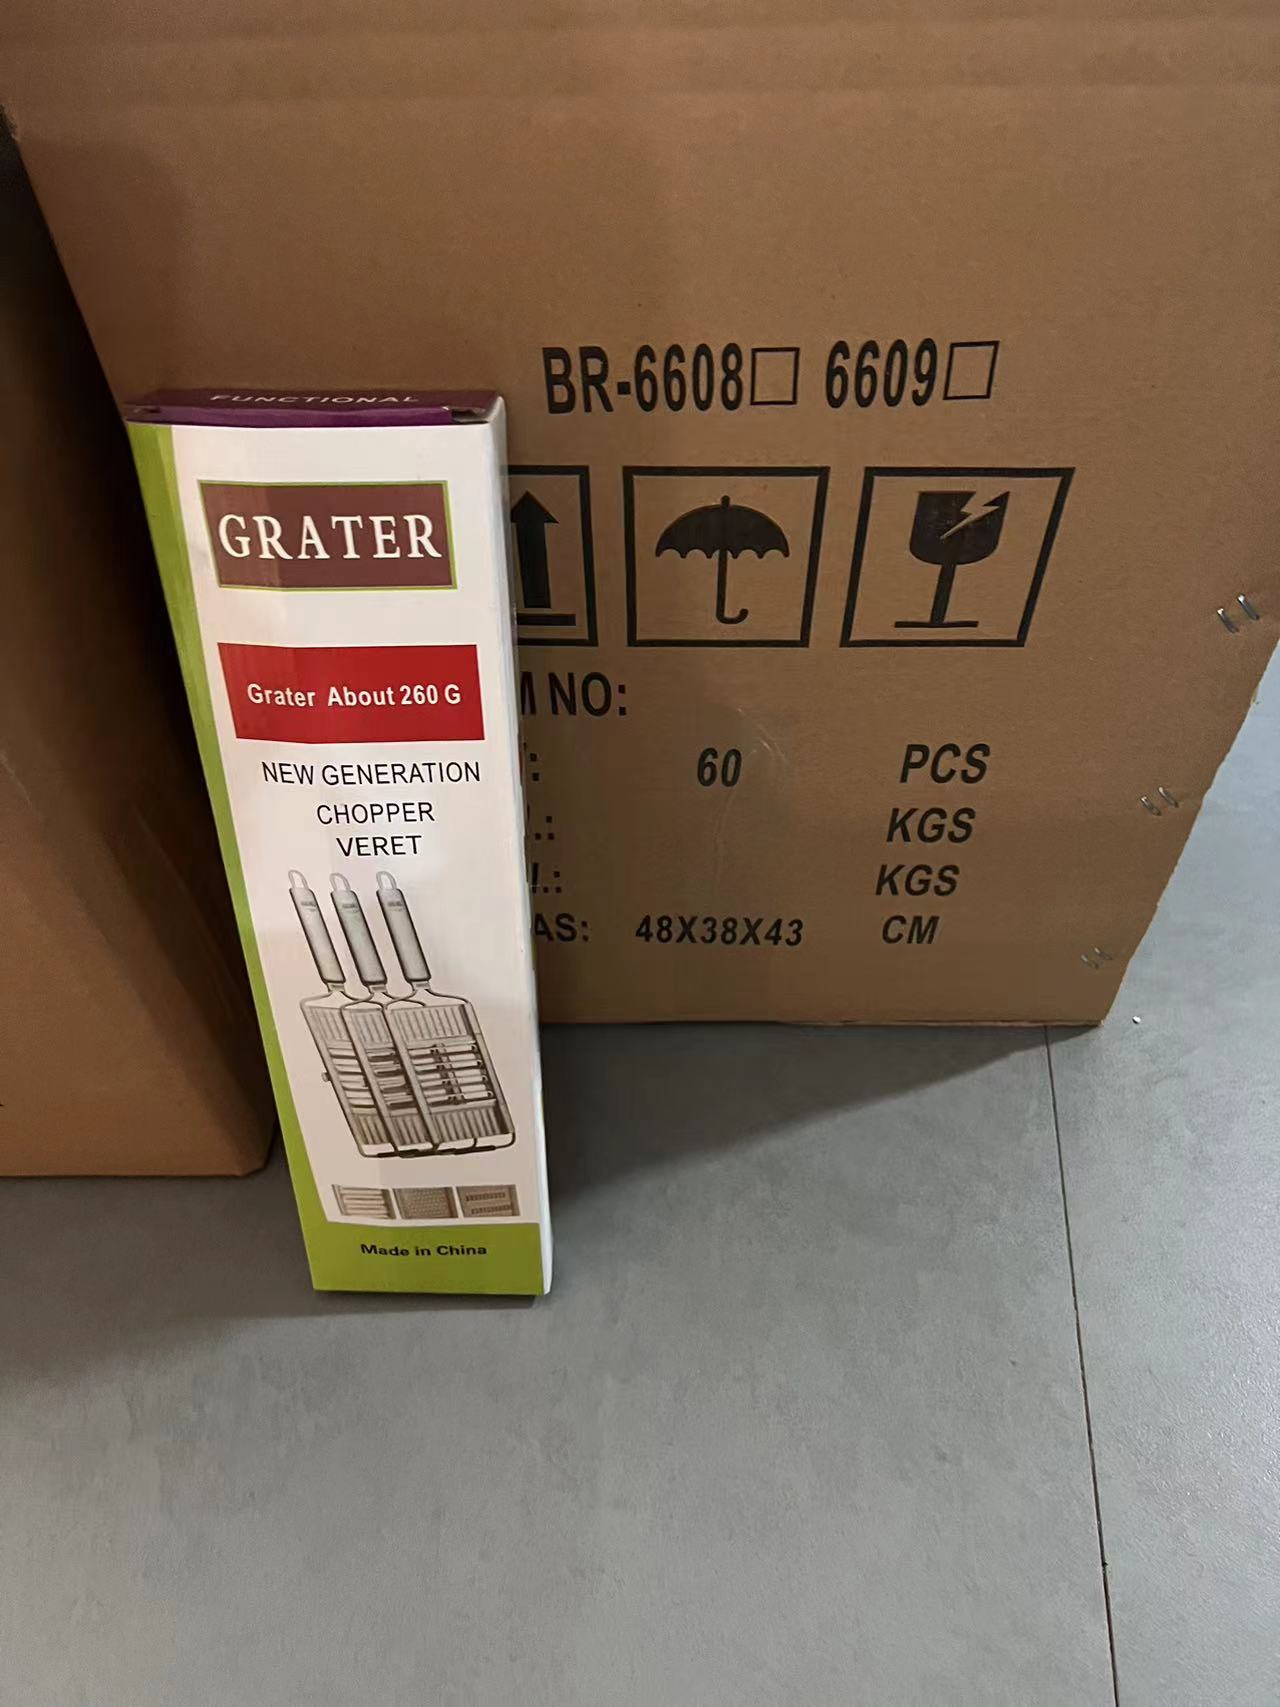 FUNCTIONAL
GRATER
Grater About 260 G
NEW GENERATION
CHOPPER
VERET
Made in China
BR-6608□ 6609□
NO:
60 PCS
KGS
KGS
48X38X43 CM